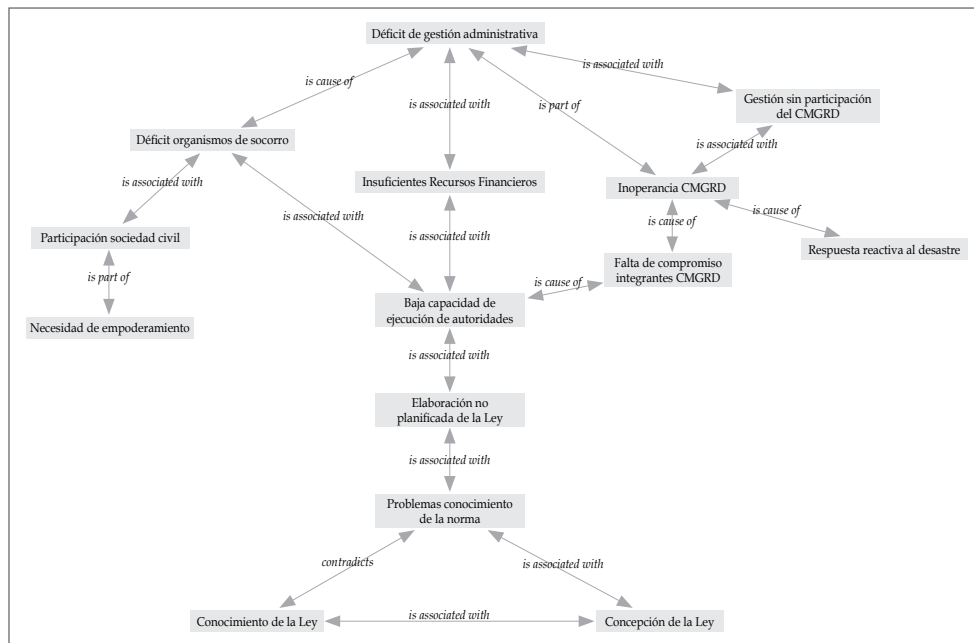 Déficit de gestión administrativa
is associated with
is cause of
is associated with
is part of
Gestión sin participación
del CMGRD
Déficit organismos de socorro
is associated with
is associated with
Insuficientes Recursos Financieros
Inoperancia CMGRD
is associated with
is cause of
is cause of
Participación sociedad civil
is associated with
Respuesta reactiva al desastre
is part of
Falta de compromiso
integrantes CMGRD
is cause of
Baja capacidad de
ejecución de autoridades
Necesidad de empoderamiento
is associated with
Elaboración no
planificada de la Ley
is associated with
Problemas conocimiento
de la norma
contradicts
is associated with
Conocimiento de la Ley
is associated with
Concepción de la Ley